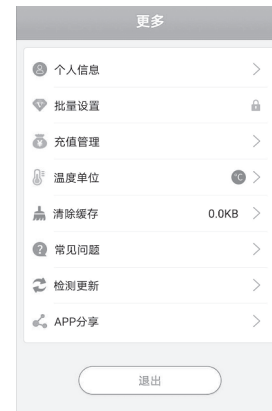 更多
个人信息
批量设置
充值管理
温度单位 °C
清除缓存 0.0KB
常见问题
检测更新
APP分享
退出